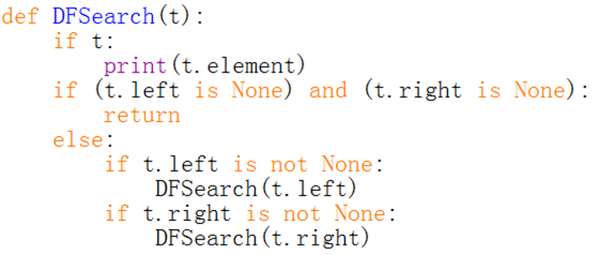 def DFSearch(t):
    if t:
        print(t.element)
    if (t.left is None) and (t.right is None):
        return
    else:
        if t.left is not None:
            DFSearch(t.left)
        if t.right is not None:
            DFSearch(t.right)